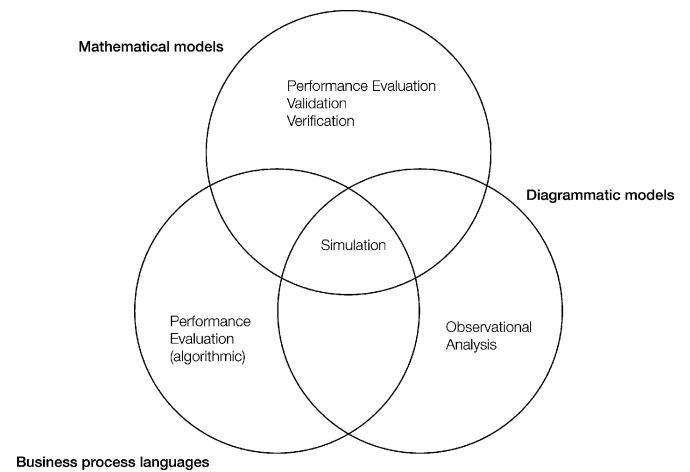 Mathematical models
Performance Evaluation
Validation
Verification
Diagrammatic models
Simulation
Performance
Evaluation
(algorithmic)
Observational
Analysis
Business process languages